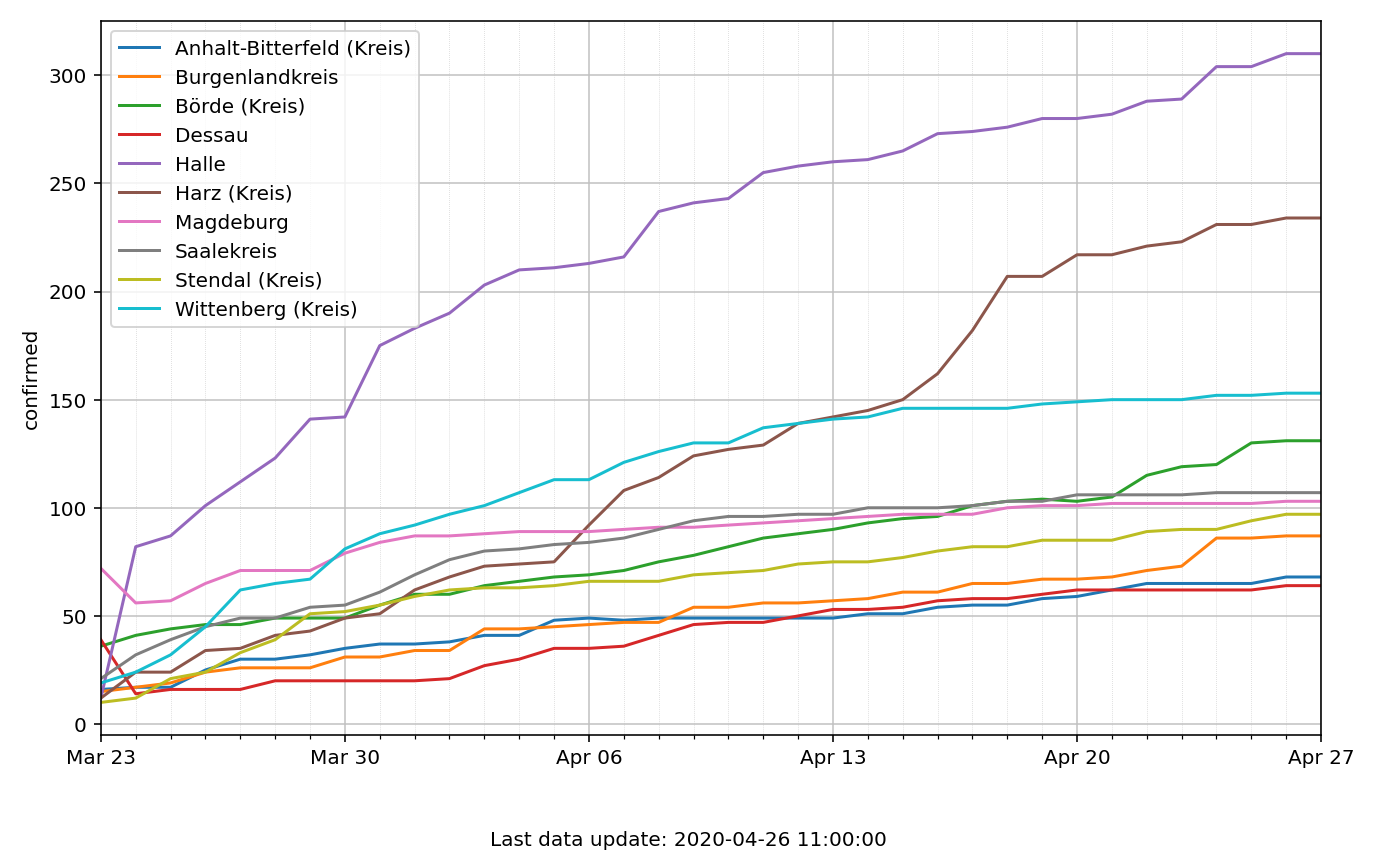 Anhalt-Bitterfeld (Kreis)
Burgenlandkreis
Börde (Kreis)
Dessau
Halle
Harz (Kreis)
Magdeburg
Saalekreis
Stendal (Kreis)
Wittenberg (Kreis)
confirmed
300
250
200
150
100
50
0
Mar 23 Mar 30 Apr 06 Apr 13 Apr 20 Apr 27
Last data update: 2020-04-26 11:00:00